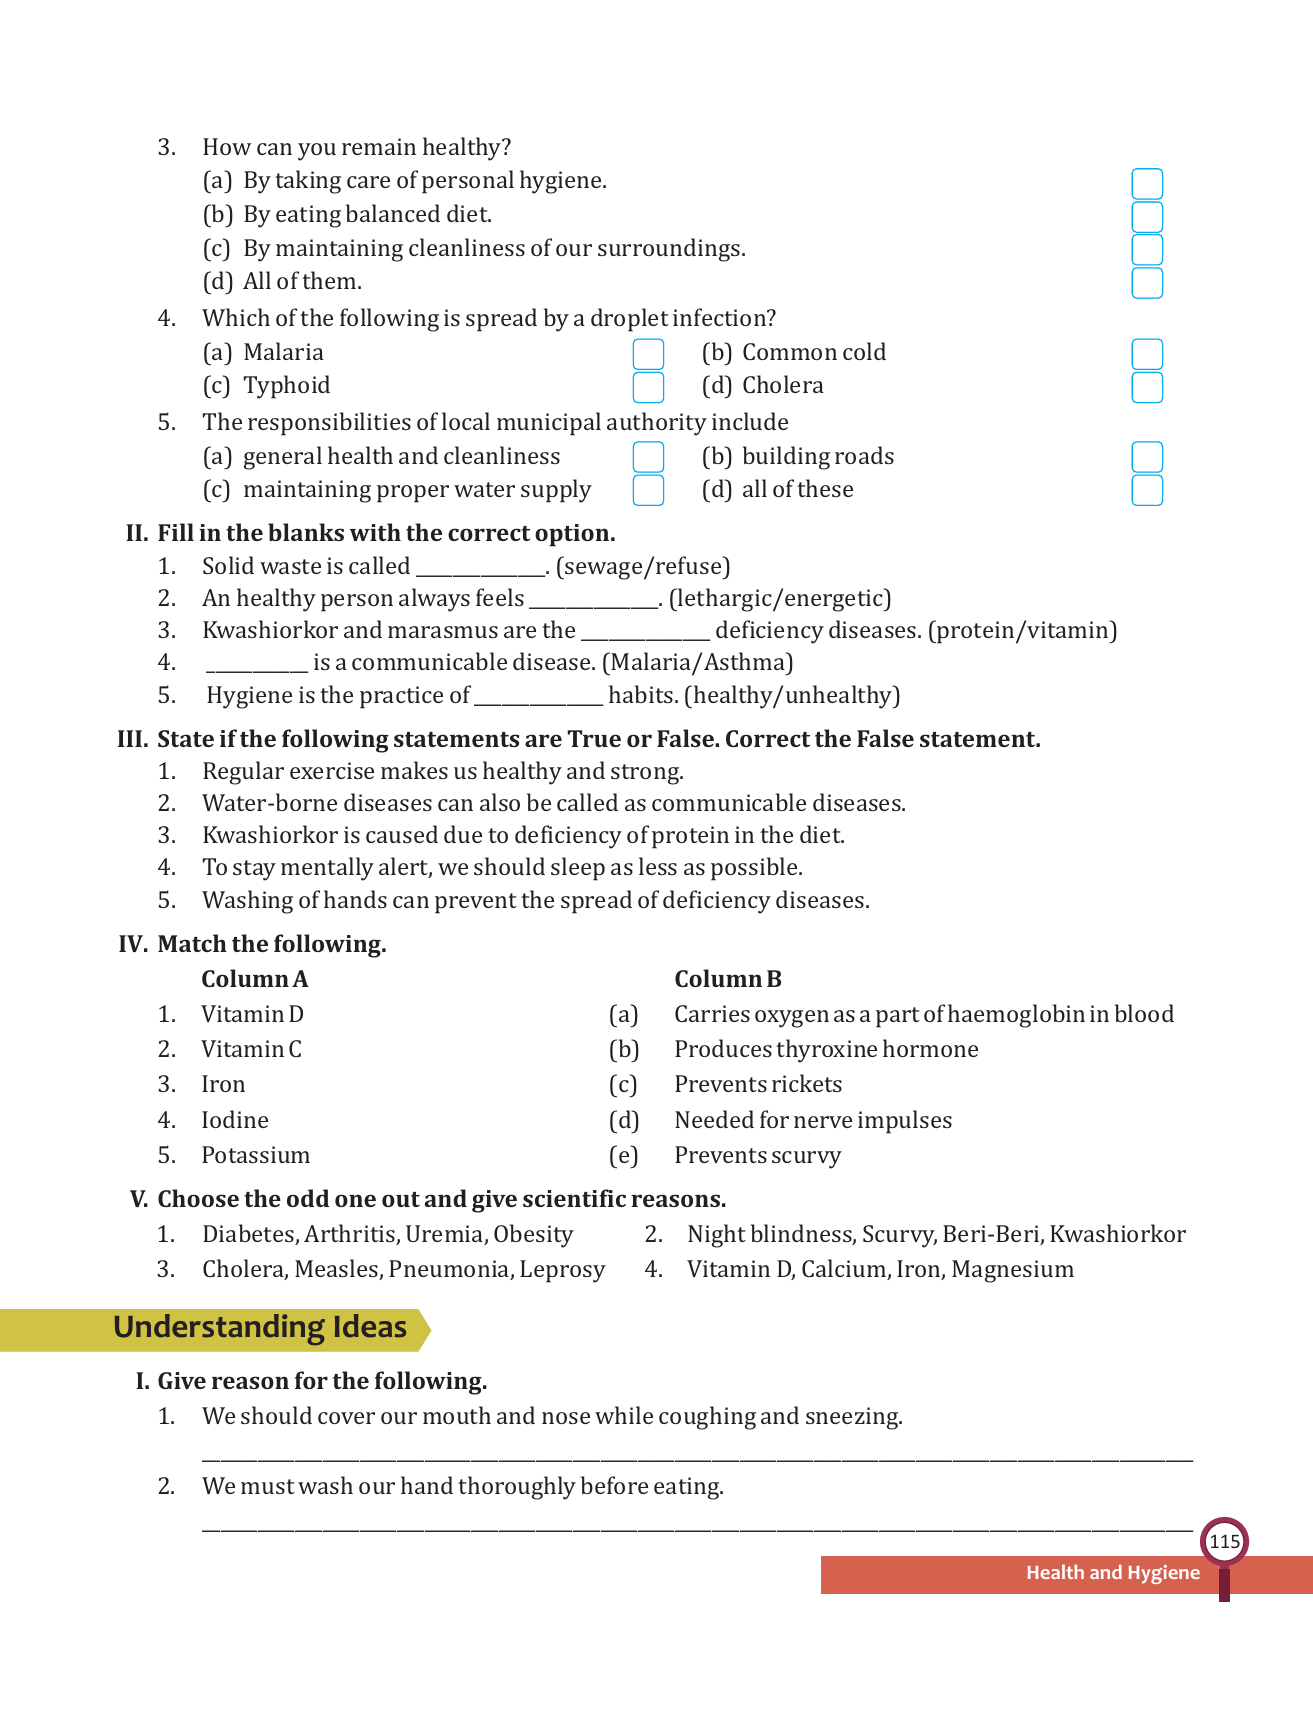 3. How can you remain healthy?
(a) By taking care of personal hygiene.
(b) By eating balanced diet.
(c) By maintaining cleanliness of our surroundings.
(d) All of them.
4. Which of the following is spread by a droplet infection?
(a) Malaria (b) Common cold
(c) Typhoid (d) Cholera
5. The responsibilities of local municipal authority include
(a) general health and cleanliness (b) building roads
(c) maintaining proper water supply (d) all of these
II. Fill in the blanks with the correct option.
1. Solid waste is called ______________. (sewage/refuse)
2. An healthy person always feels ______________. (lethargic/energetic)
3. Kwashiorkor and marasmus are the ______________ deficiency diseases. (protein/vitamin)
4. ___________ is a communicable disease. (Malaria/Asthma)
5. Hygiene is the practice of ______________ habits. (healthy/unhealthy)
III. State if the following statements are True or False. Correct the False statement.
1. Regular exercise makes us healthy and strong.
2. Water-borne diseases can also be called as communicable diseases.
3. Kwashiorkor is caused due to deficiency of protein in the diet.
4. To stay mentally alert, we should sleep as less as possible.
5. Washing of hands can prevent the spread of deficiency diseases.
IV. Match the following.
Column A Column B
1. Vitamin D (a) Carries oxygen as a part of haemoglobin in blood
2. Vitamin C (b) Produces thyroxine hormone
3. Iron (c) Prevents rickets
4. Iodine (d) Needed for nerve impulses
5. Potassium (e) Prevents scurvy
V. Choose the odd one out and give scientific reasons.
1. Diabetes, Arthritis, Uremia, Obesity 2. Night blindness, Scurvy, Beri-Beri, Kwashiorkor
3. Cholera, Measles, Pneumonia, Leprosy 4. Vitamin D, Calcium, Iron, Magnesium
Understanding Ideas
I. Give reason for the following.
1. We should cover our mouth and nose while coughing and sneezing.
2. We must wash our hand thoroughly before eating.
115
Health and Hygiene